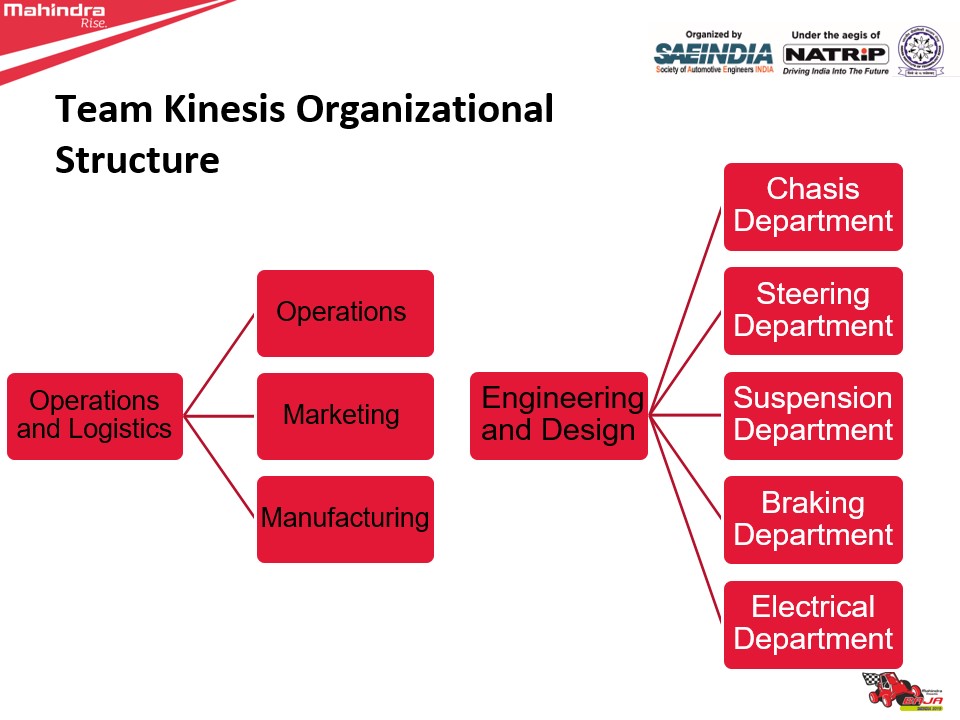 Mahindra
Rise.
Organized by
SAEINDIA
Society of Automotive Engineers INDIA
Under the aegis of
NATRiP
Driving India Into The Future
Team Kinesis Organizational
Structure
Operations
and Logistics
Operations
Marketing
Manufacturing
Engineering
and Design
Chasis
Department
Steering
Department
Suspension
Department
Braking
Department
Electrical
Department
Mahindra
BAJA